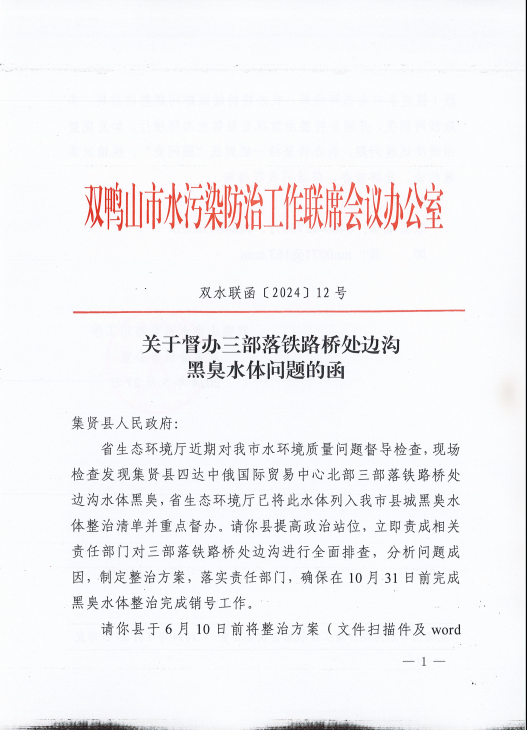 双鸭山市水污染防治工作联席会议办公室
双水联函〔2024〕12号
关于督办三部落铁路桥处边沟
黑臭水体问题的函
集贤县人民政府：
省生态环境厅近期对我市水环境质量问题督导检查，现场
检查发现集贤县四达中俄国际贸易中心北部三部落铁路桥处
边沟水体黑臭，省生态环境厅已将此水体列入我市县城黑臭水
体整治清单并重点督办。请你县提高政治站位，立即责成相关
责任部门对三部落铁路桥处边沟进行全面排查，分析问题成
因，制定整治方案，落实责任部门，确保在10月31日前完成
黑臭水体整治完成销号工作。
请你县于6月10日前将整治方案（文件扫描件及word
— 1 —